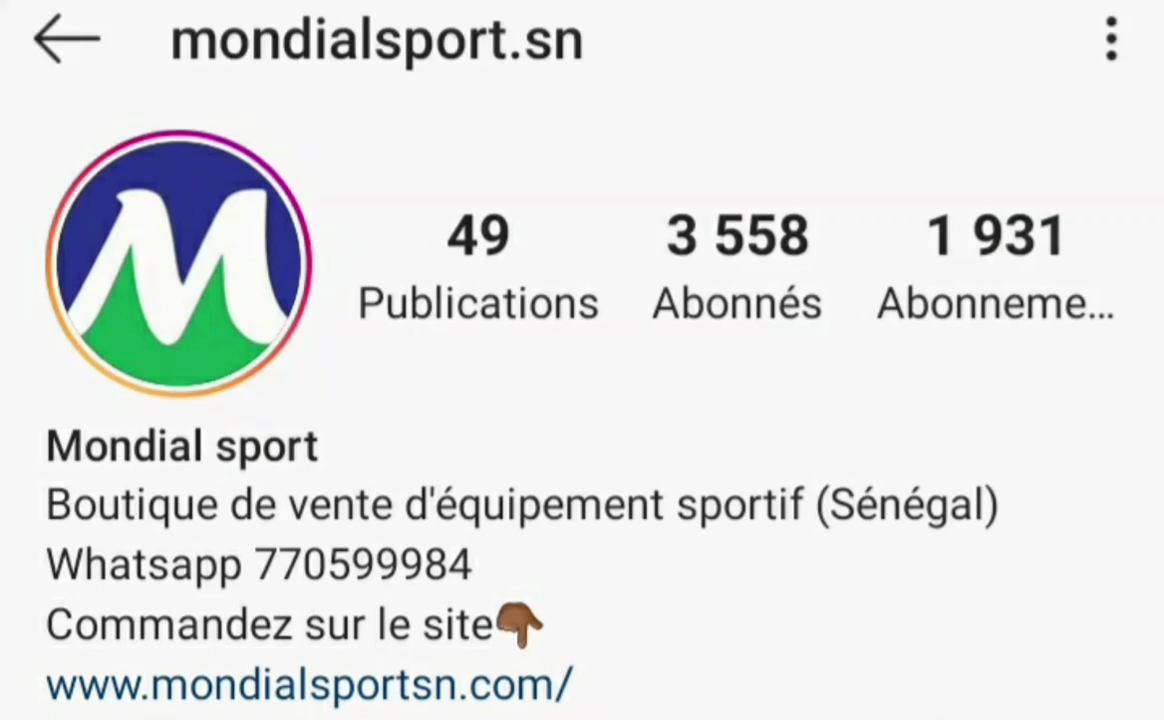 mondialsport.sn
49 3 558 1 931
Publications Abonnés Abonneme...
Mondial sport
Boutique de vente d'équipement sportif (Sénégal)
Whatsapp 770599984
Commandez sur le site👇🏾
www.mondialsportsn.com/